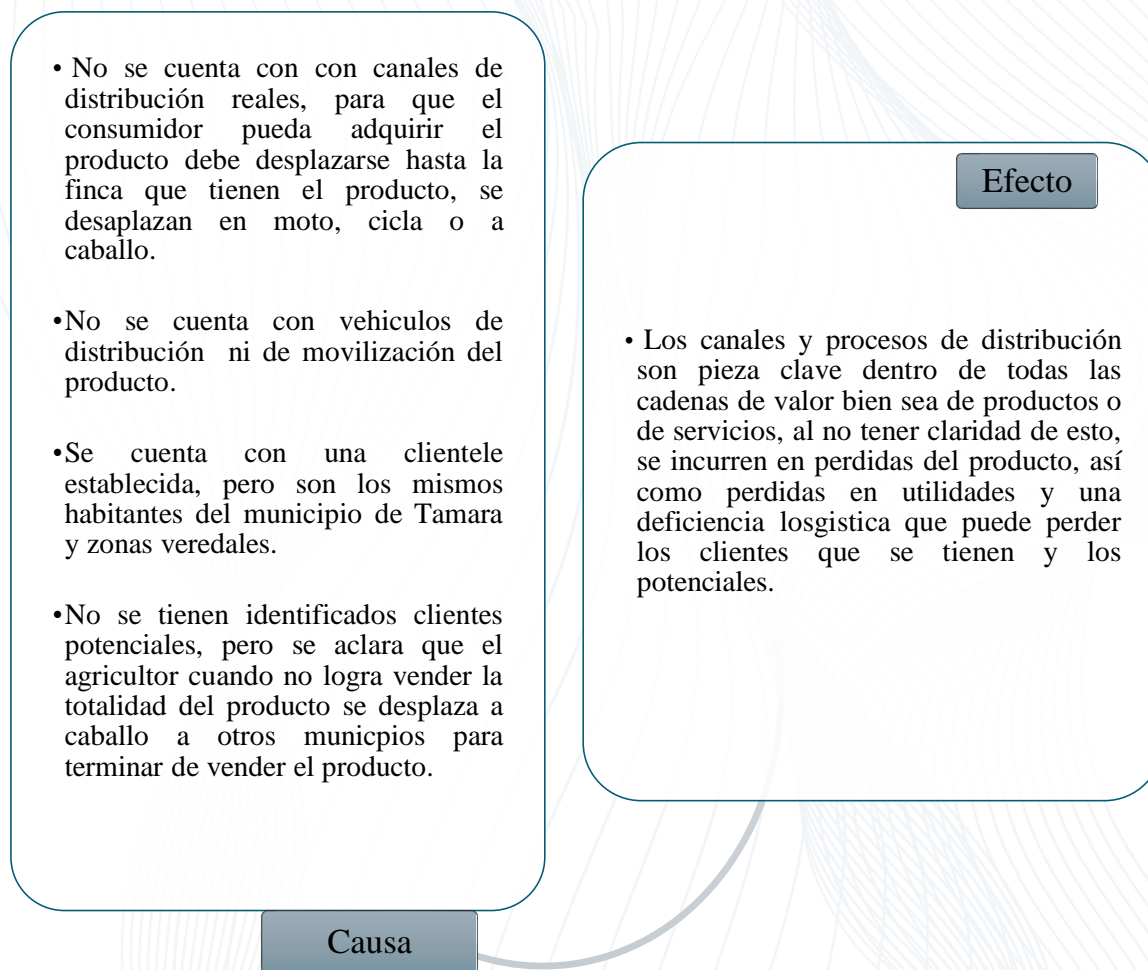 • No se cuenta con con canales de
distribución reales, para que el
consumidor pueda adquirir el
producto debe desplazarse hasta la
finca que tienen el producto, se
desaplazan en moto, cicla o a
caballo.
•No se cuenta con vehiculos de
distribución ni de movilización del
producto.
•Se cuenta con una clientele
establecida, pero son los mismos
habitantes del municipio de Tamara
y zonas veredales.
•No se tienen identificados clientes
potenciales, pero se aclara que el
agricultor cuando no logra vender la
totalidad del producto se desplaza a
caballo a otros municpios para
terminar de vender el producto.
Causa
Efecto
• Los canales y procesos de distribución
son pieza clave dentro de todas las
cadenas de valor bien sea de productos o
de servicios, al no tener claridad de esto,
se incurren en perdidas del producto, así
como perdidas en utilidades y una
deficiencia losgistica que puede perder
los clientes que se tienen y los
potenciales.